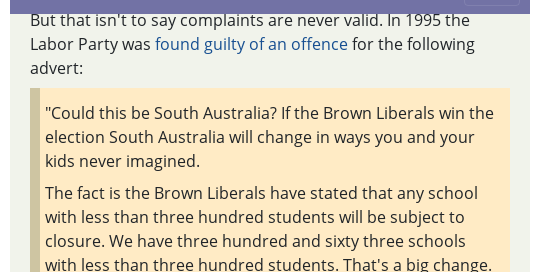 But that isn't to say complaints are never valid. In 1995 the
Labor Party was found guilty of an offence for the following
advert:
"Could this be South Australia? If the Brown Liberals win the
election South Australia will change in ways you and your
kids never imagined.
The fact is the Brown Liberals have stated that any school
with less than three hundred students will be subject to
closure. We have three hundred and sixty three schools
with less than three hundred students. That's a big change.